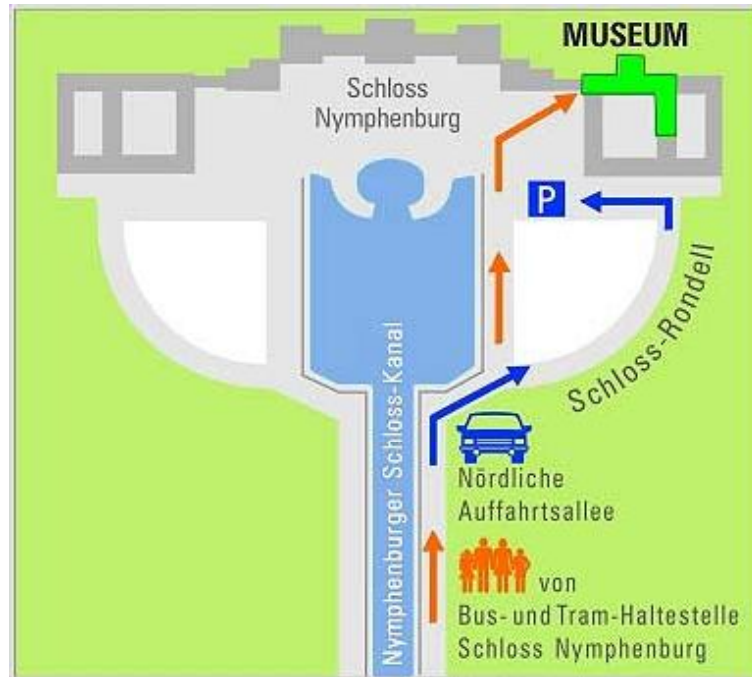 MUSEUM
Schloss
Nymphenburg
P
Schloss-Rondell
Nymphenburger Schloss-Kanal
Nördliche
Auffahrtsallee
von
Bus- und Tram-Haltestelle
Schloss Nymphenburg